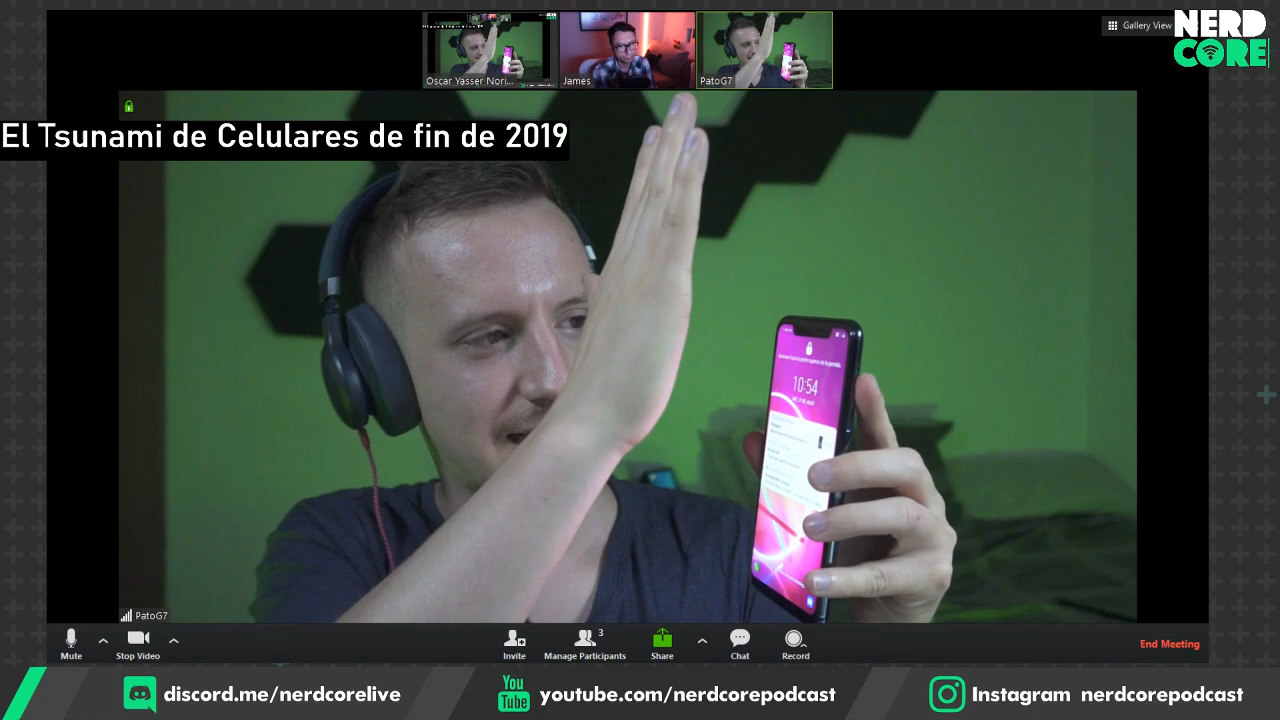 Gallery View
NERD
CORE
Oscar Yasser Nori...
James
PatoG7
El Tsunami de Celulares de fin de 2019
10:54
PatoG7
Mute
Stop Video
Invite
3
Manage Participants
Share
Chat
Record
End Meeting
discord.me/nerdcorelive
You
Tube
youtube.com/nerdcorepodcast
Instagram nerdcorepodcast